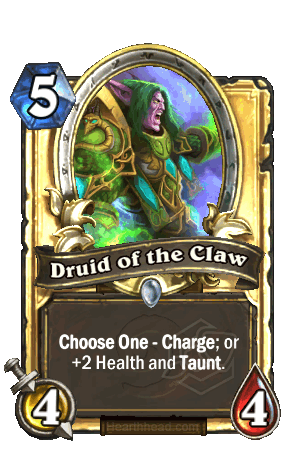 5
Druid of the Claw
Choose One - Charge; or
+2 Health and Taunt.
4
4
Hearthhead.com